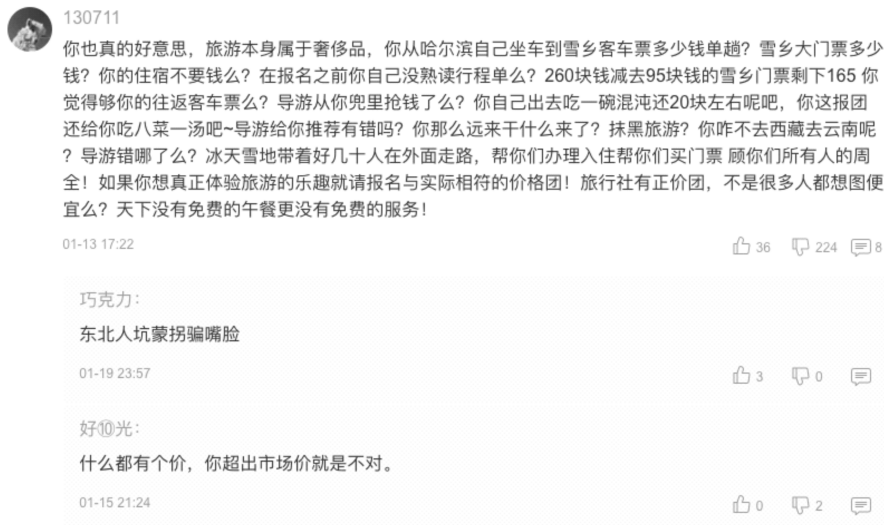 130711
你也真的好意思，旅游本身属于奢侈品，你从哈尔滨自己坐车到雪乡客车票多少钱单趟？雪乡大门票多少
钱？你的住宿不要钱么？在报名之前你自己没熟读行程单么？260块钱减去95块钱的雪乡门票剩下165 你
觉得够你的往返客车票么？导游从你兜里抢钱了么？你自己出去吃一碗混沌还20块左右呢吧，你这报团
还给你吃八菜一汤吧~导游给你推荐有错吗？你那么远来干什么来了？抹黑旅游？你咋不去西藏去云南呢
？导游错哪了么？冰天雪地带着好几十人在外面走路，帮你们办理入住帮你们买门票 顾你们所有人的周
全！如果你想真正体验旅游的乐趣就请报名与实际相符的价格团！旅行社有正价团，不是很多人都想图便
宜么？天下没有免费的午餐更没有免费的服务！
01-13 17:22 36 224 8
巧克力：
东北人坑蒙拐骗嘴脸
01-19 23:57 3 0
好⑩光：
什么都有个价，你超出市场价就是不对。
01-15 21:24 0 2